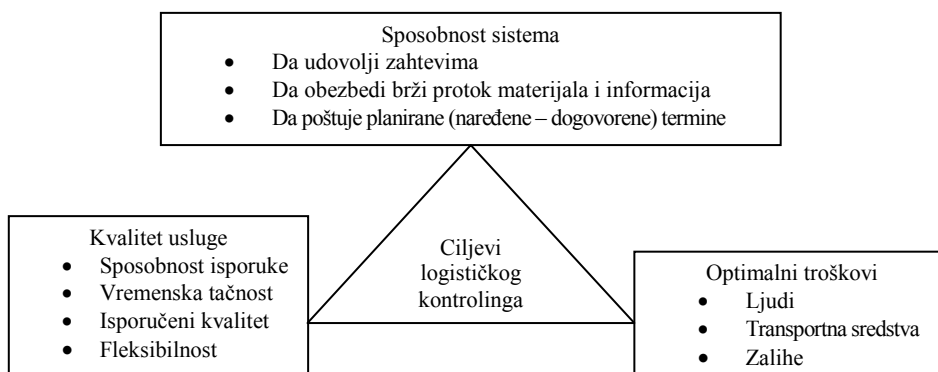 Sposobnost sistema
• Da udovolji zahtevima
• Da obezbedi brži protok materijala i informacija
• Da poštuje planirane (naređene – dogovorene) termine
Kvalitet usluge
• Sposobnost isporuke
• Vremenska tačnost
• Isporučeni kvalitet
• Fleksibilnost
Ciljevi
logističkog
kontrolinga
Optimalni troškovi
• Ljudi
• Transportna sredstva
• Zalihe